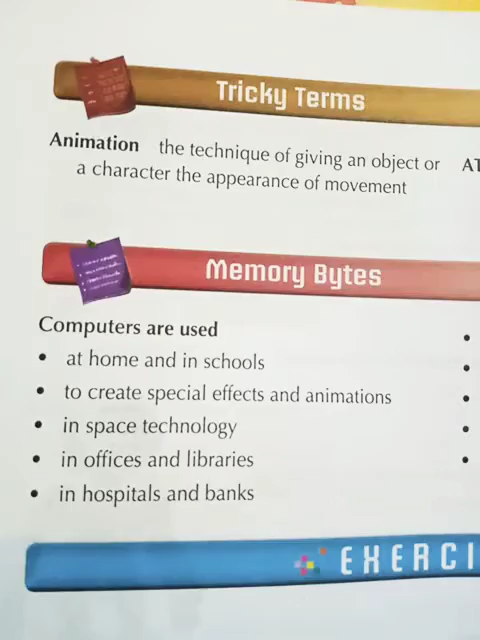 Tricky Terms
Animation the technique of giving an object or
a character the appearance of movement
AT
Memory Bytes
Computers are used
• at home and in schools
• to create special effects and animations
• in space technology
• in offices and libraries
• in hospitals and banks
EXERCI